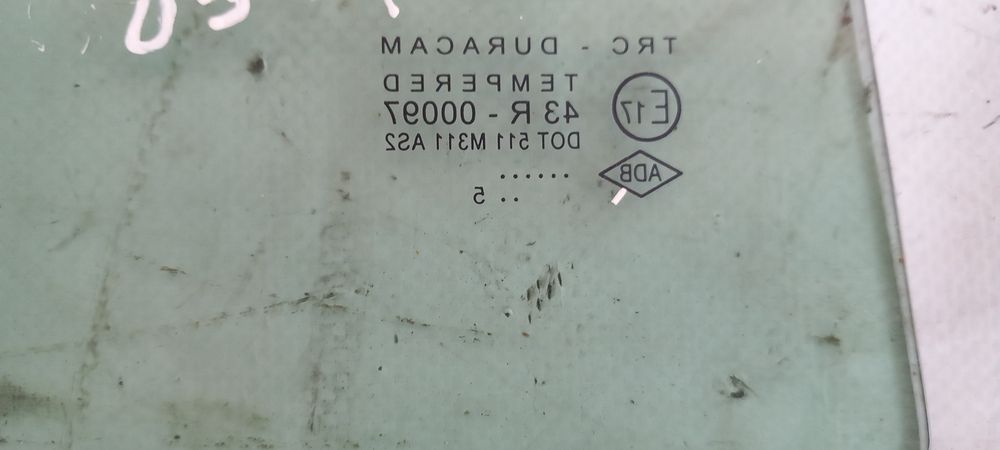 TRC - DURACAM
TEMPERED
E17
43 R - 00097
DOT 511 M311 AS2
ADB
......
.. 5